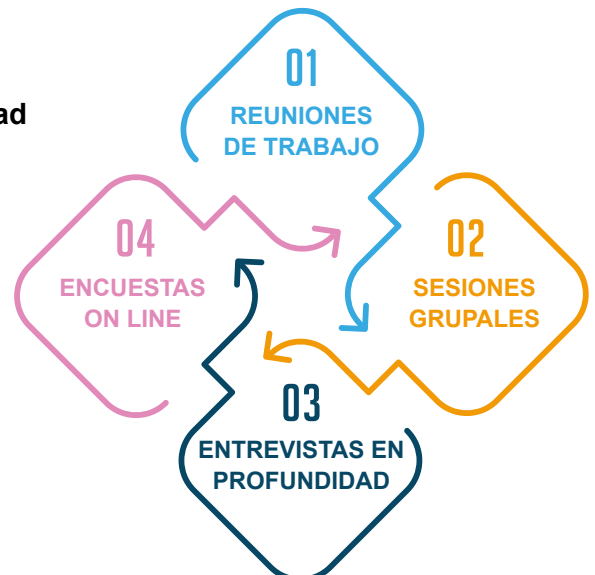 ad
01
REUNIONES
DE TRABAJO
02
SESIONES
GRUPALES
03
ENTREVISTAS EN
PROFUNDIDAD
04
ENCUESTAS
ON LINE